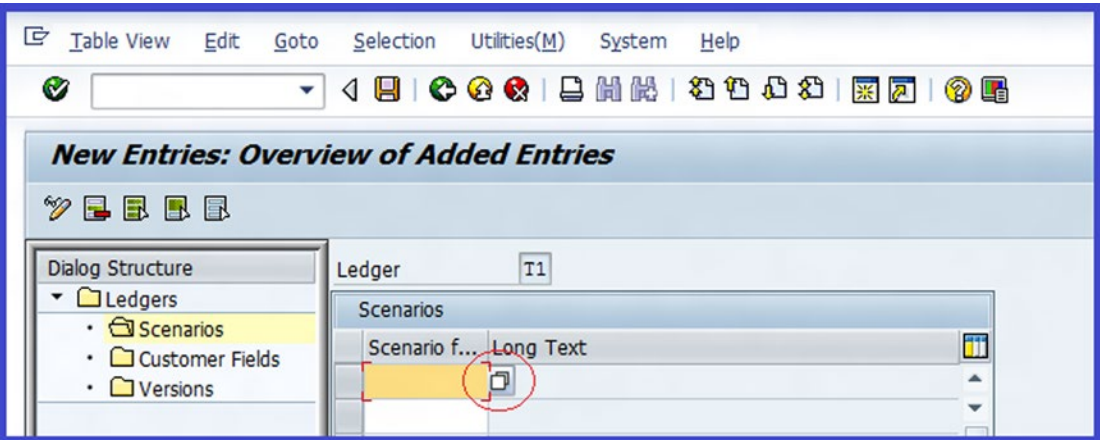 Table View Edit Goto Selection Utilities(M) System Help
New Entries: Overview of Added Entries
Dialog Structure
Ledgers
Scenarios
Customer Fields
Versions
Ledger T1
Scenarios
Scenario f... Long Text